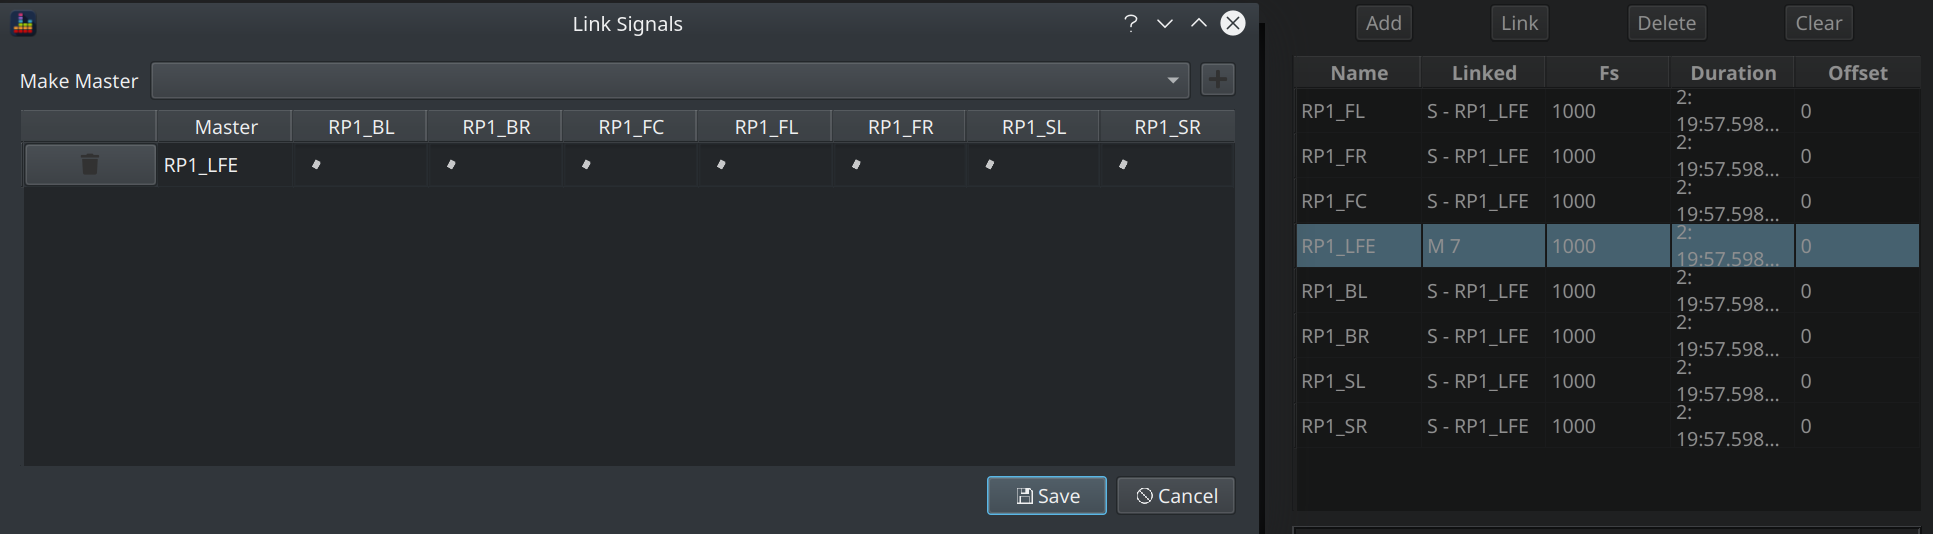 Link Signals
?
Make Master
Master RP1_BL RP1_BR RP1_FC RP1_FL RP1_FR RP1_SL RP1_SR
RP1_LFE
Save Cancel
Add Link Delete Clear
Name Linked Fs Duration Offset
RP1_FL S - RP1_LFE 1000 2: 0
19:57.598...
RP1_FR S - RP1_LFE 1000 2: 0
19:57.598...
RP1_FC S - RP1_LFE 1000 2: 0
19:57.598...
RP1_LFE M 7 1000 2: 0
19:57.598...
RP1_BL S - RP1_LFE 1000 2: 0
19:57.598...
RP1_BR S - RP1_LFE 1000 2: 0
19:57.598...
RP1_SL S - RP1_LFE 1000 2: 0
19:57.598...
RP1_SR S - RP1_LFE 1000 2: 0
19:57.598...